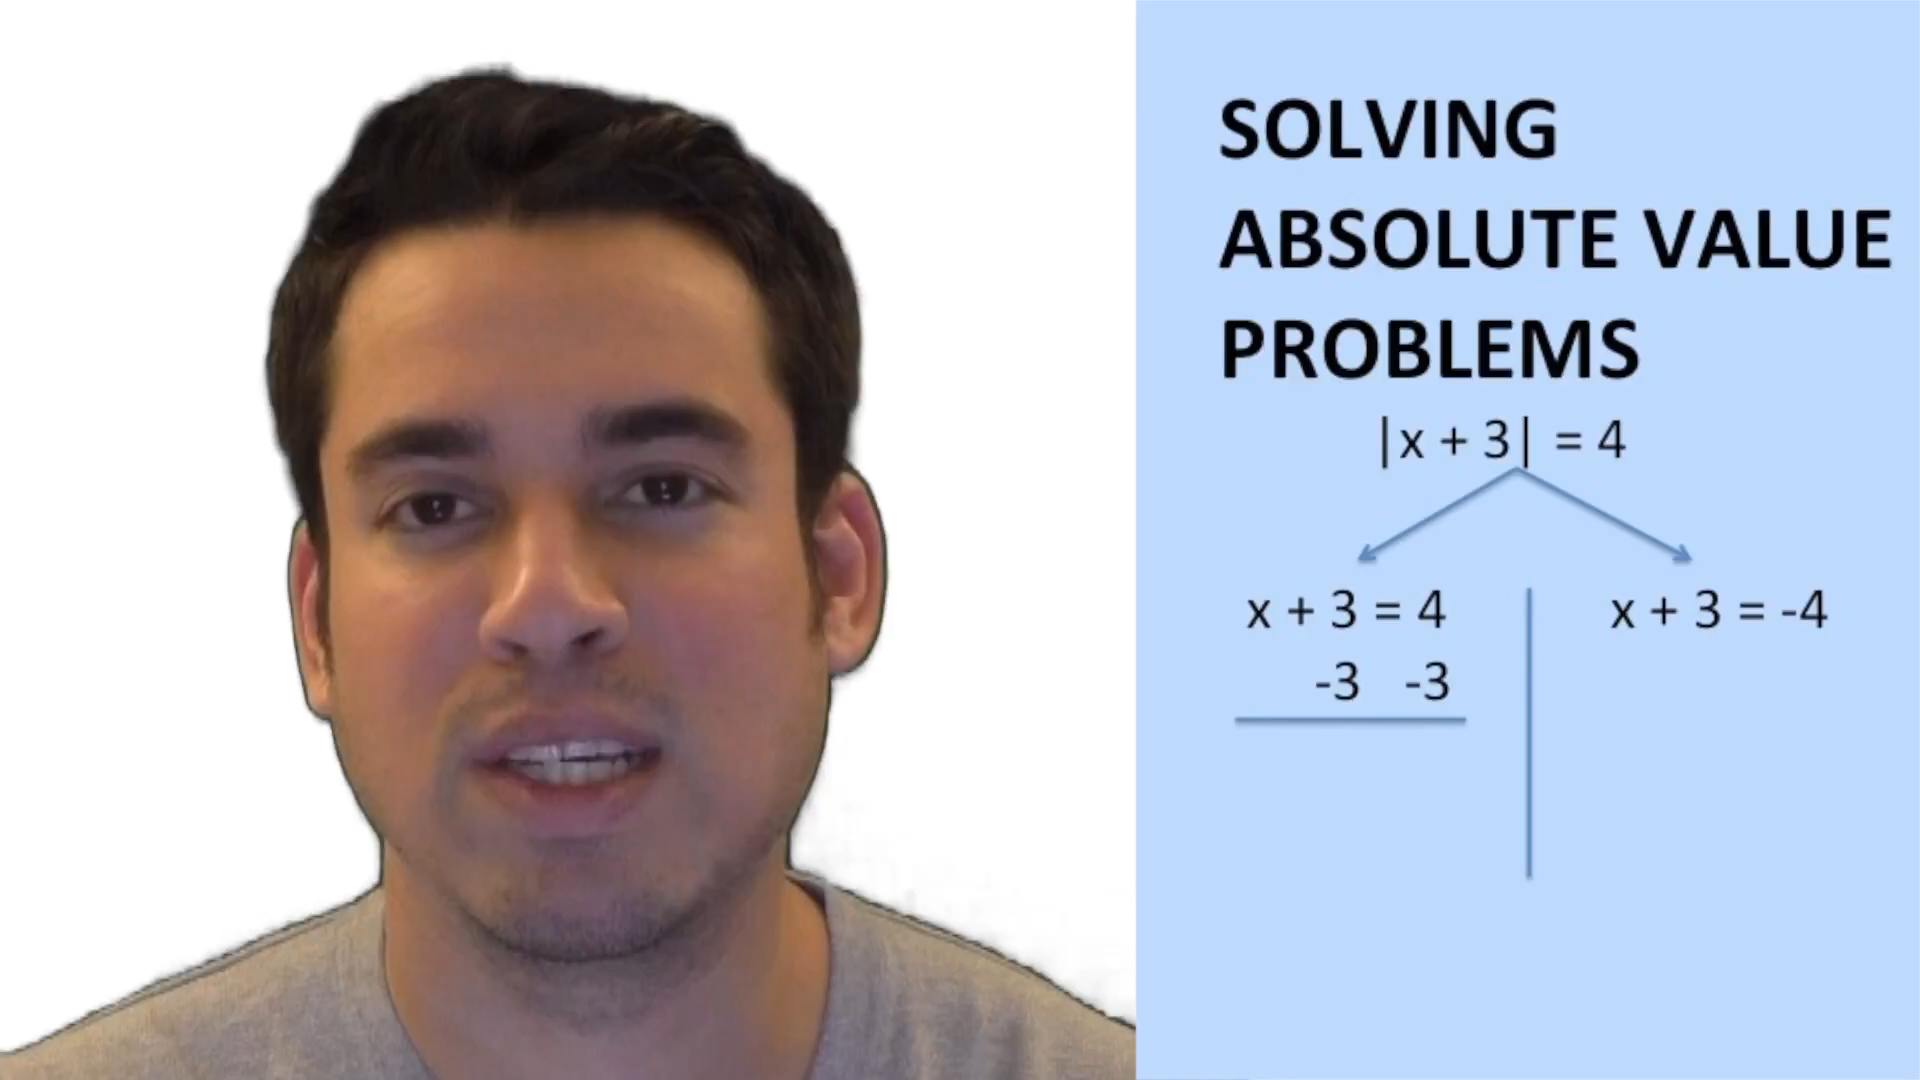 SOLVING
ABSOLUTE VALUE
PROBLEMS
|x + 3| = 4
x + 3 = 4
x + 3 = -4
-3 -3